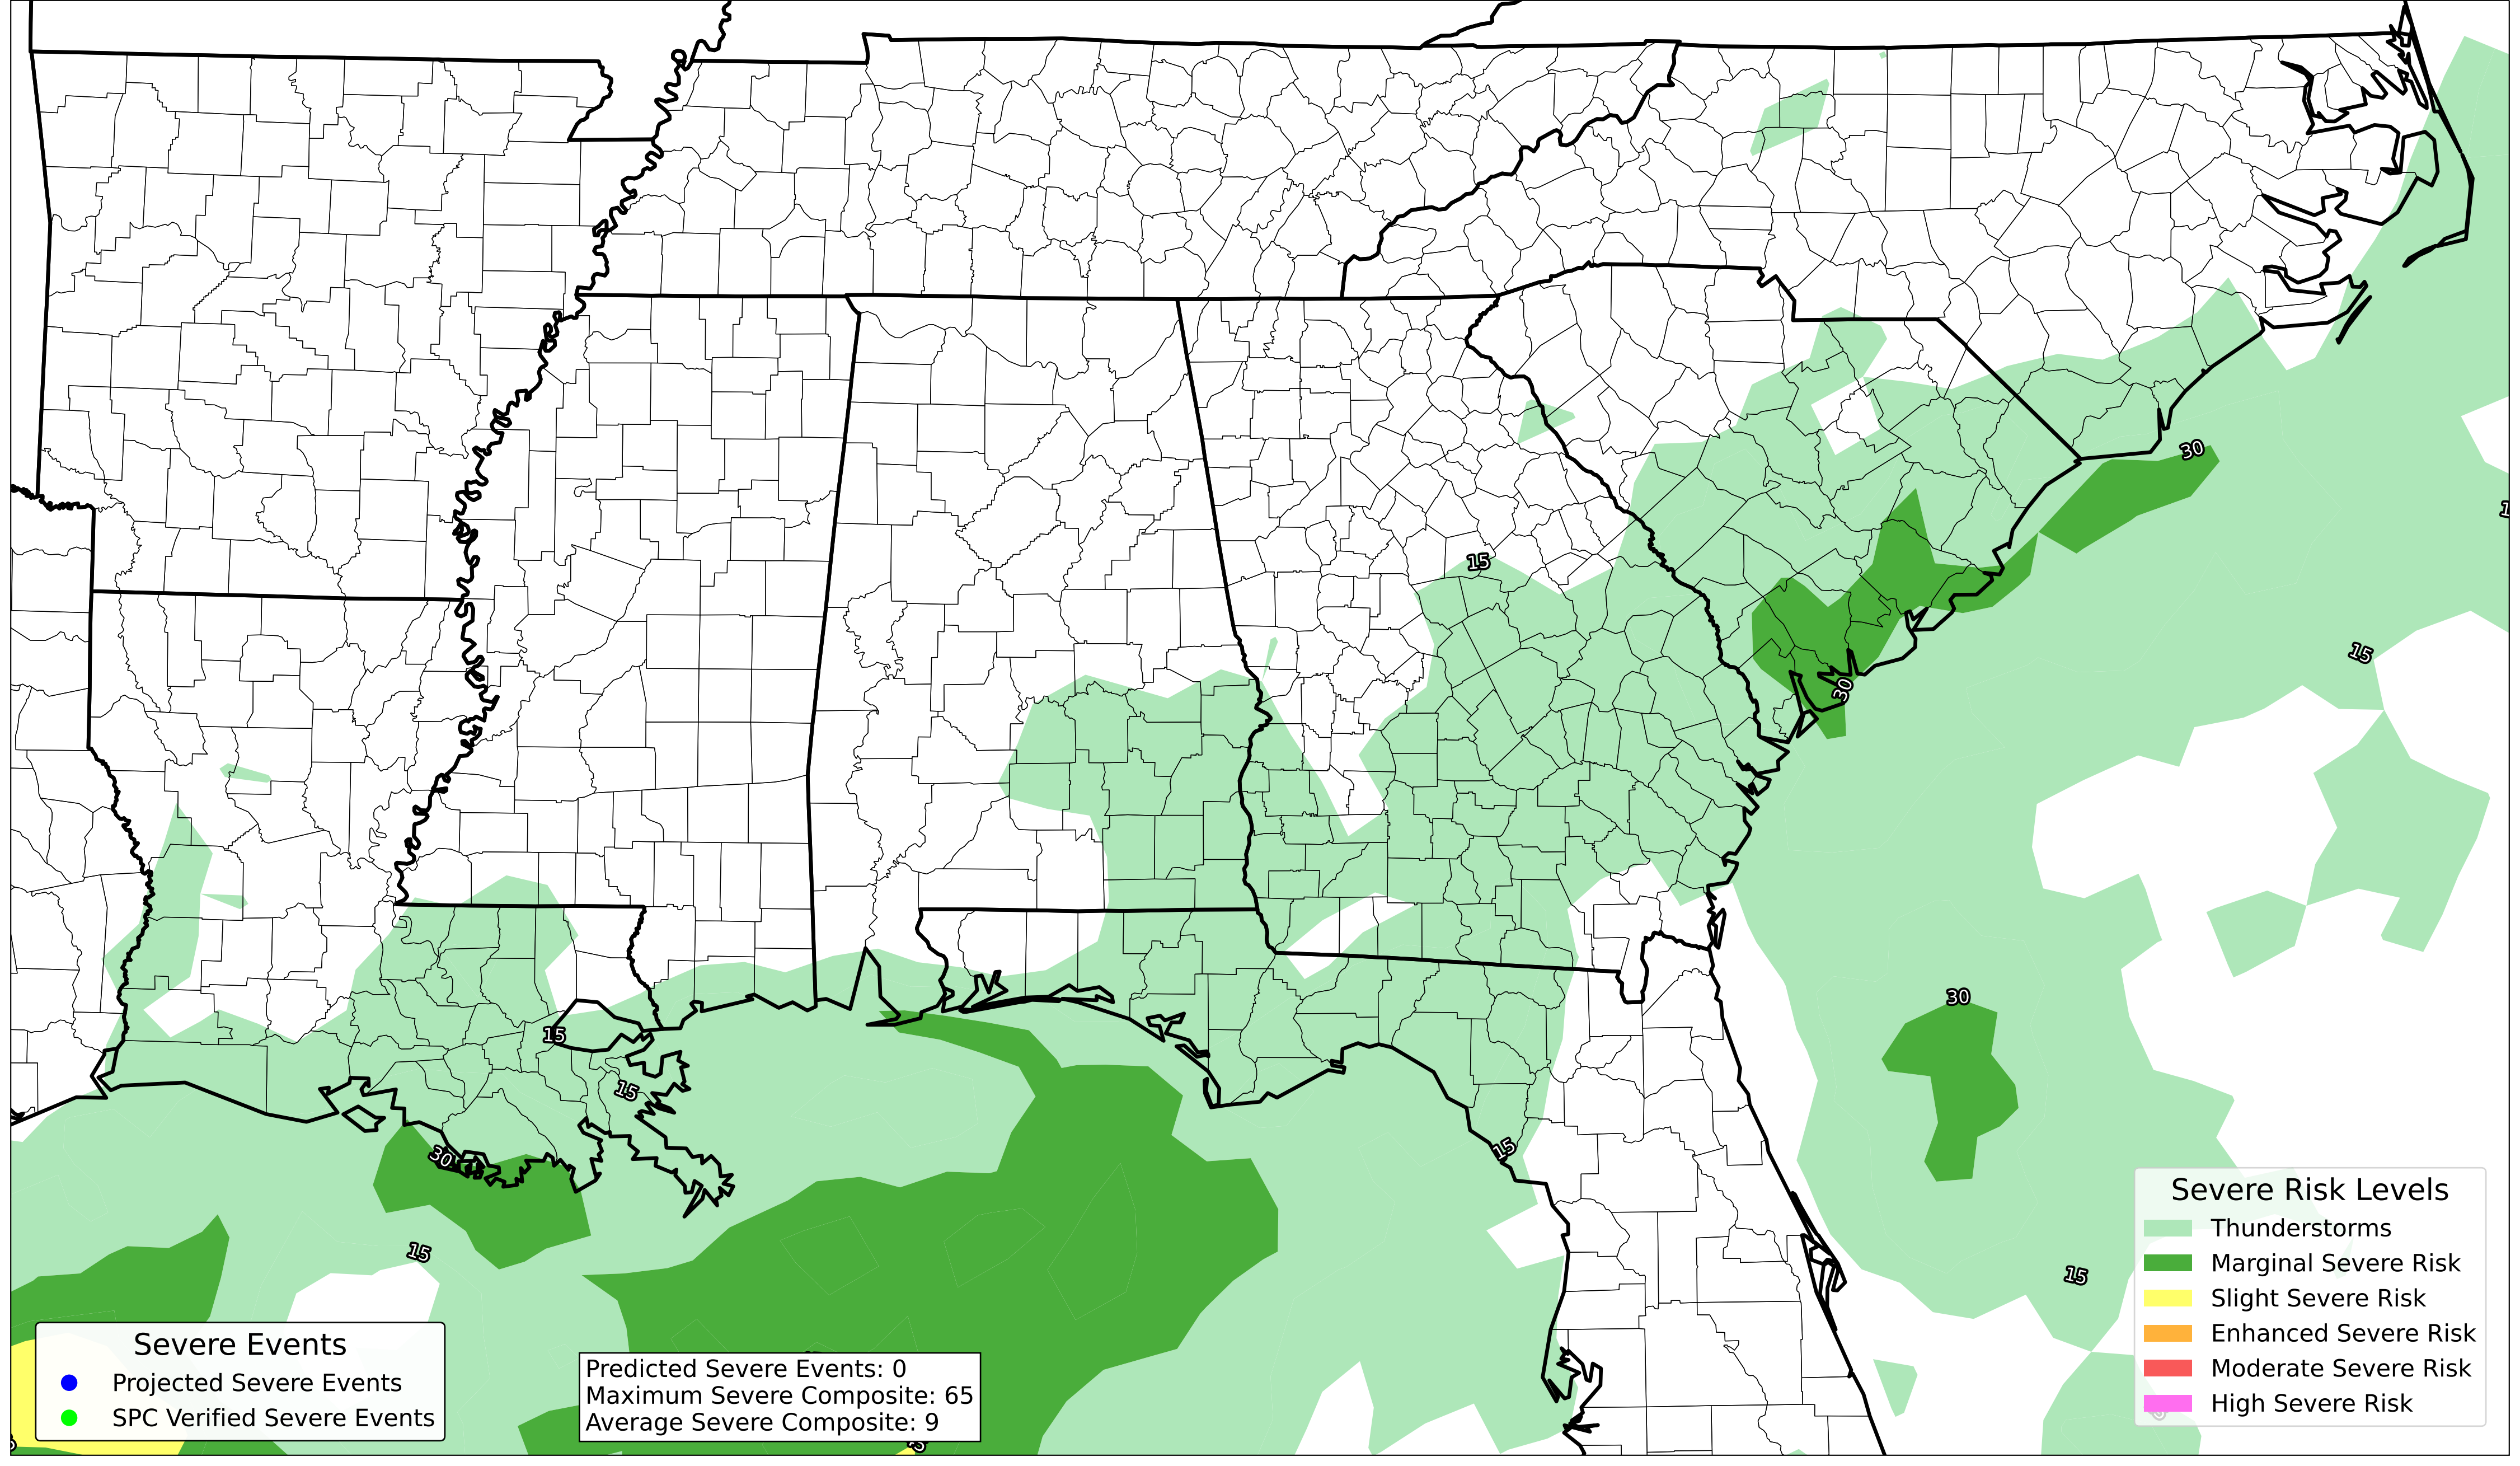 30
15
30
15
30
15
15
15
30
15
15
Severe Risk Levels
Thunderstorms
Marginal Severe Risk
Slight Severe Risk
Enhanced Severe Risk
Moderate Severe Risk
High Severe Risk
Severe Events
Projected Severe Events
SPC Verified Severe Events
Predicted Severe Events: 0
Maximum Severe Composite: 65
Average Severe Composite: 9